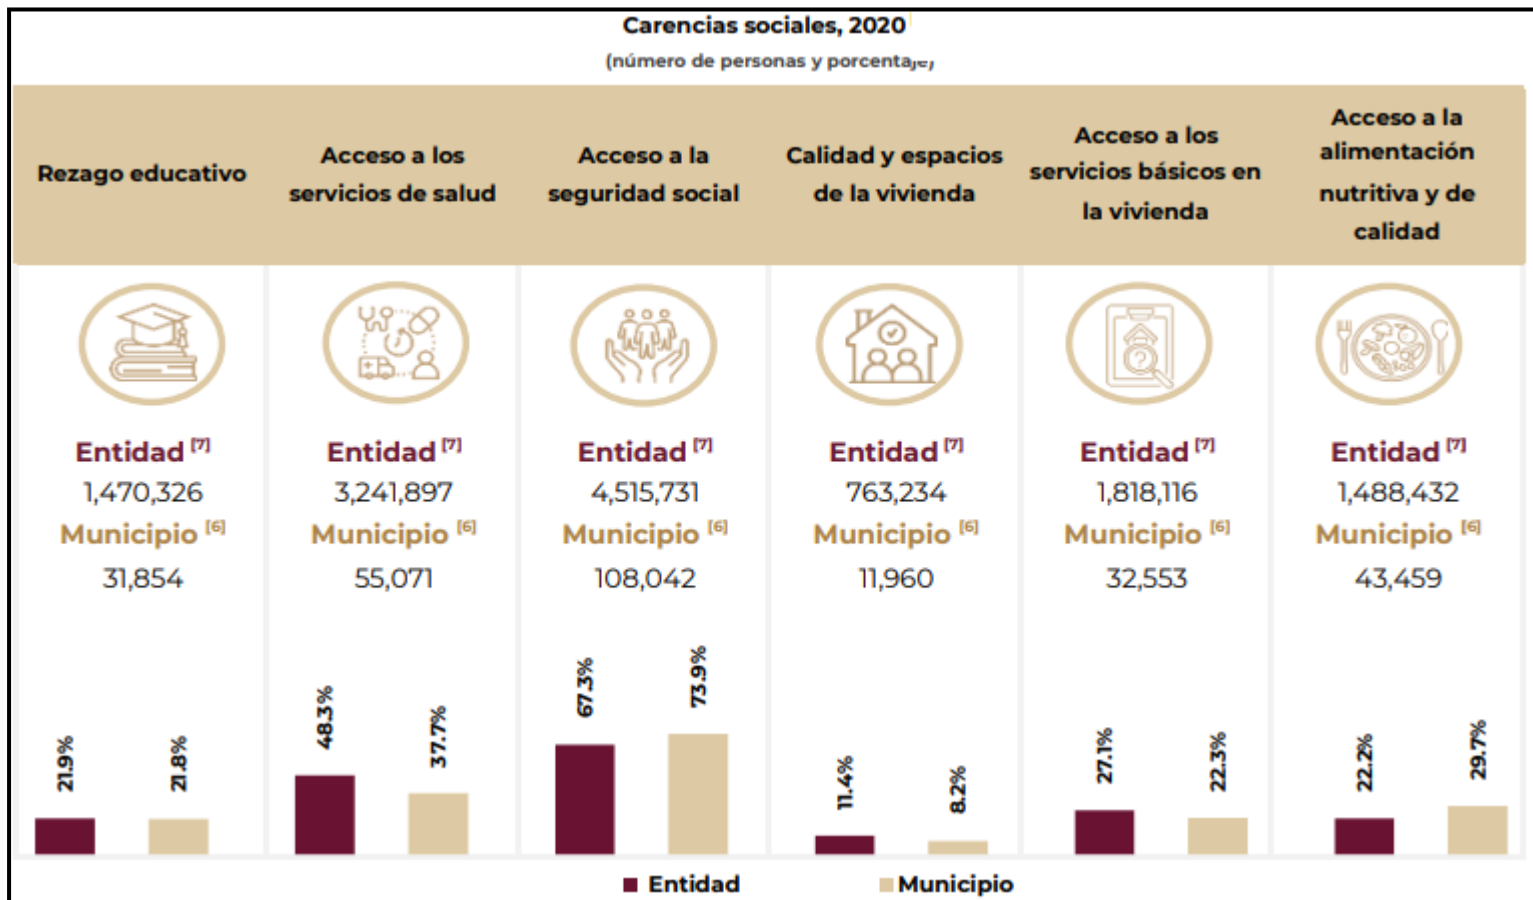 Carencias sociales, 2020
(número de personas y porcentaje)
Rezago educativo
Acceso a los
servicios de salud
Acceso a la
seguridad social
Calidad y espacios
de la vivienda
Acceso a los
servicios básicos en
la vivienda
Acceso a la
alimentación
nutritiva y de
calidad
Entidad [7]
1,470,326
Municipio [6]
31,854
21.9%
21.8%
Entidad [7]
3,241,897
Municipio [6]
55,071
48.3%
37.7%
Entidad [7]
4,515,731
Municipio [6]
108,042
67.3%
73.9%
Entidad [7]
763,234
Municipio [6]
11,960
11.4%
8.2%
Entidad [7]
1,818,116
Municipio [6]
32,553
27.1%
22.3%
Entidad [7]
1,488,432
Municipio [6]
43,459
22.2%
29.7%
Entidad
Municipio